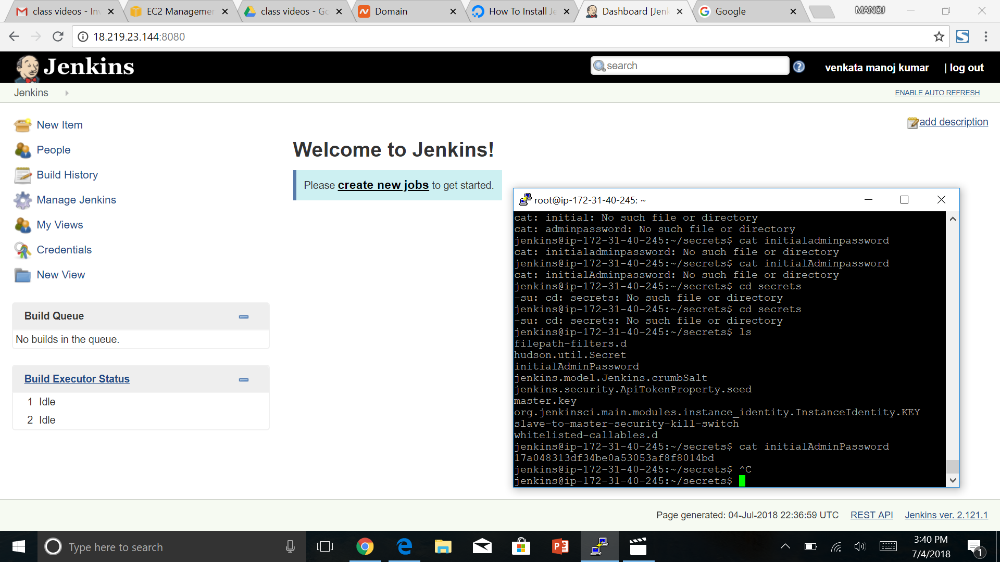 class videos - Inv
EC2 Managemen
class videos - Go
Domain
How To Install Je
Dashboard [Jenk
Google
MANOJ
18.219.23.144:8080
Jenkins
search
venkata manoj kumar
| log out
Jenkins
ENABLE AUTO REFRESH
New Item
People
Build History
Manage Jenkins
My Views
Credentials
New View
add description
Welcome to Jenkins!
Please create new jobs to get started.
Build Queue
No builds in the queue.
Build Executor Status
1 Idle
2 Idle
root@ip-172-31-40-245: ~
cat: initial: No such file or directory
cat: adminpassword: No such file or directory
jenkins@ip-172-31-40-245:~/secrets$ cat initialadminpassword
cat: initialadminpassword: No such file or directory
jenkins@ip-172-31-40-245:~/secrets$ cat initialAdminpassword
cat: initialAdminpassword: No such file or directory
jenkins@ip-172-31-40-245:~/secrets$ cd secrets
-su: cd: secrets: No such file or directory
jenkins@ip-172-31-40-245:~/secrets$ cd secrets
-su: cd: secrets: No such file or directory
jenkins@ip-172-31-40-245:~/secrets$ ls
filepath-filters.d
hudson.util.Secret
initialAdminPassword
jenkins.model.Jenkins.crumbSalt
jenkins.security.ApiTokenProperty.seed
master.key
org.jenkinsci.main.modules.instance_identity.InstanceIdentity.KEY
slave-to-master-security-kill-switch
whitelisted-callables.d
jenkins@ip-172-31-40-245:~/secrets$ cat initialAdminPassword
17a048313df34be0a53053af8f8014bd
jenkins@ip-172-31-40-245:~/secrets$ ^C
jenkins@ip-172-31-40-245:~/secrets$
Page generated: 04-Jul-2018 22:36:59 UTC
REST API
Jenkins ver. 2.121.1
Type here to search
3:40 PM
7/4/2018
1